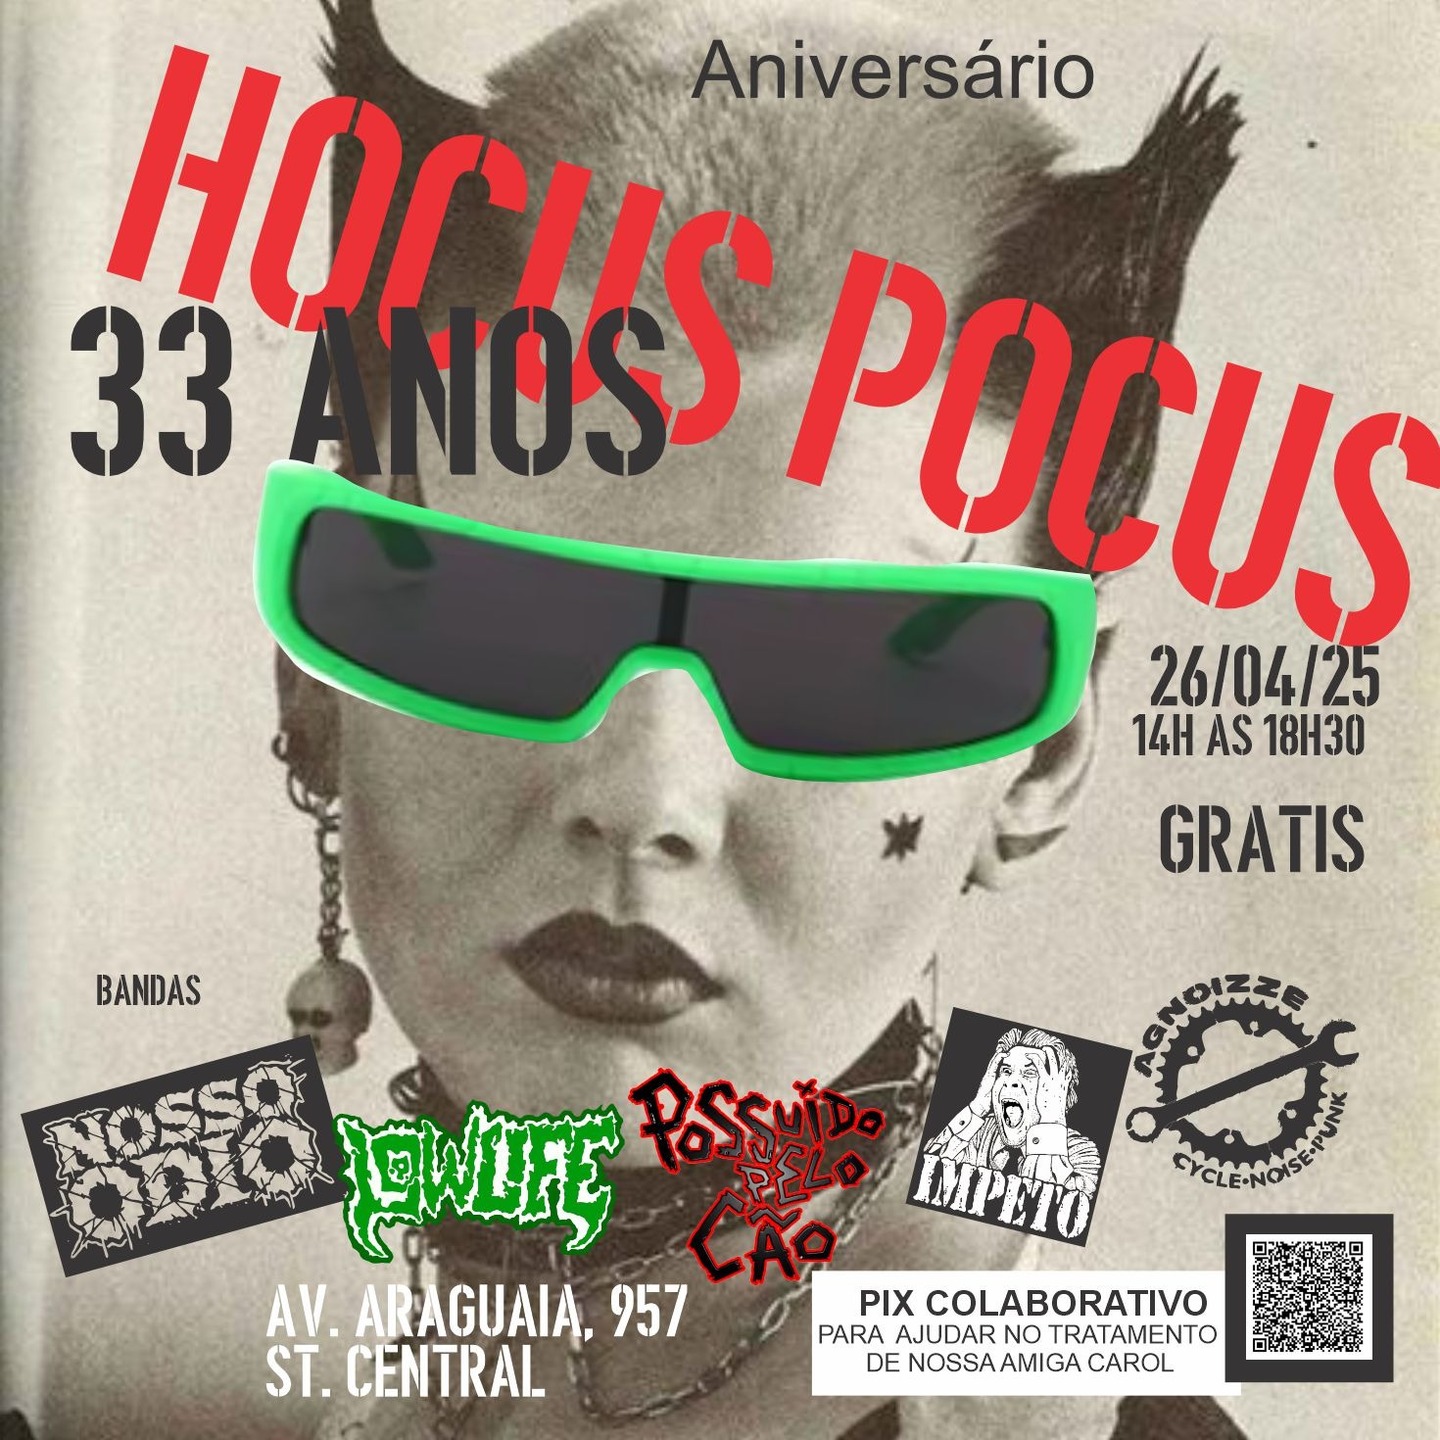 Aniversário
HOCUS POCUS
33 ANOS
26/04/25
14H AS 18H30
GRATIS
BANDAS
NOSSO
ODIO
LOWLIFE
POSSUÍDO
PELO
CÃO
ÍMPETO
AGNOIZZE
CYCLE•NOISE•PUNK
AV. ARAGUAIA, 957
ST. CENTRAL
PIX COLABORATIVO
PARA AJUDAR NO TRATAMENTO
DE NOSSA AMIGA CAROL